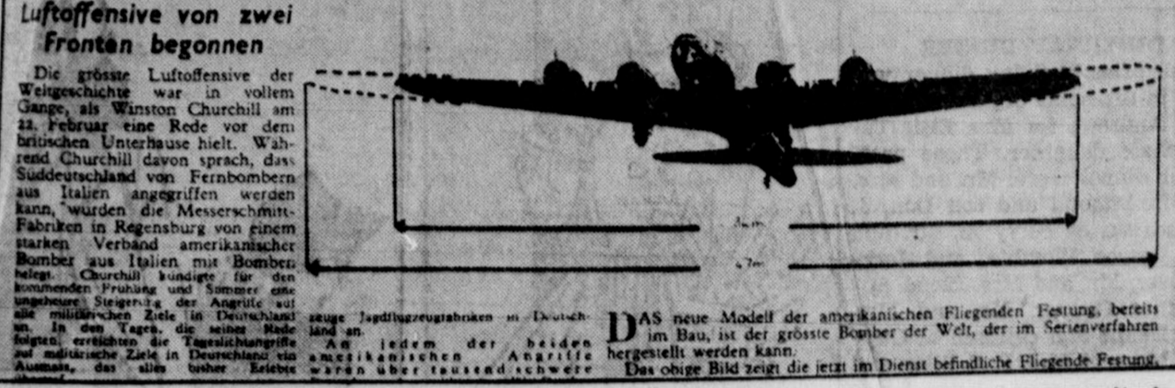 Luftoffensive von zwei
Fronten begonnen
Die grösste Luftoffensive der
Weltgeschichte war in vollem
Gange, als Winston Churchill am
22. Februar eine Rede vor dem
britischen Unterhause hielt. Wäh-
rend Churchill davon sprach, dass
Süddeutschland von Fernbombern
aus Italien angegriffen werden
kann, wurden die Messerschmitt-
Fabriken in Regensburg von einem
starken Verband amerikanischer
Bomber aus Italien mit Bomben
belegt. Churchill kündigte für den
kommenden Frühling und Sommer eine
ungeheure Steigerung der Angriffe auf
alle militärischen Ziele in Deutschland
an. In den Tagen, die seiner Rede
folgten, erreichten die Tageslichtangriffe
auf militärische Ziele in Deutschland ein
Ausmass, das alles bisher Erlebte
zeuge Jagdflugzeugfabriken in Deutsch-
land an.
An jedem der beiden
amerikanischen Angriffe
waren über tausend schwere
47m
DAS neue Modell der amerikanischen Fliegenden Festung, bereits
im Bau, ist der grösste Bomber der Welt, der im Serienverfahren
hergestellt werden kann.
Das obige Bild zeigt die jetzt im Dienst befindliche Fliegende Festung,